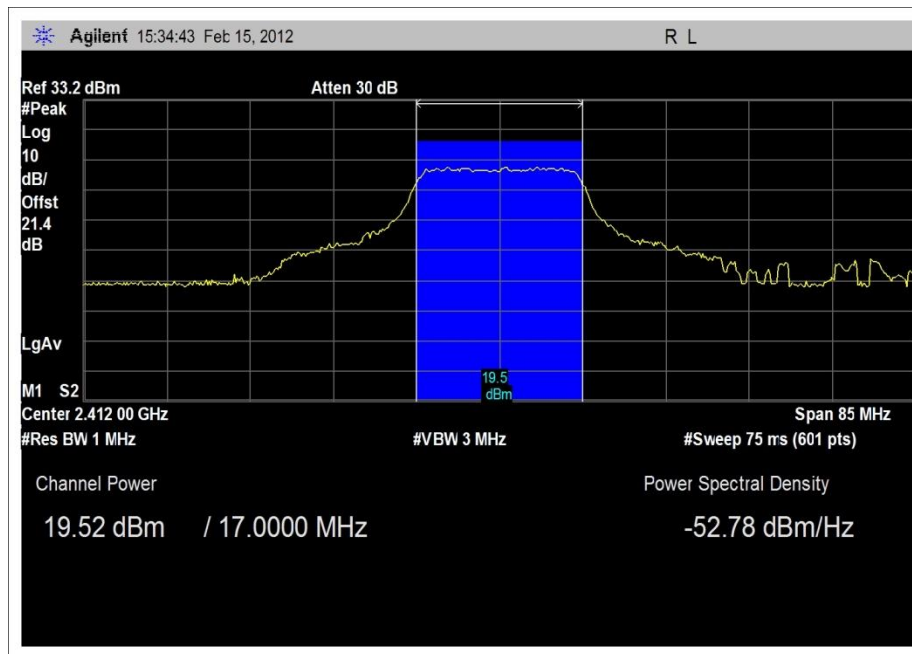 Agilent 15:34:43 Feb 15, 2012 R L
Ref 33.2 dBm Atten 30 dB
#Peak
Log
10
dB/
Offst
21.4
dB
LgAv
M1 S2
19.5
dBm
Center 2.412 00 GHz Span 85 MHz
#Res BW 1 MHz #VBW 3 MHz #Sweep 75 ms (601 pts)
Channel Power Power Spectral Density
19.52 dBm / 17.0000 MHz -52.78 dBm/Hz